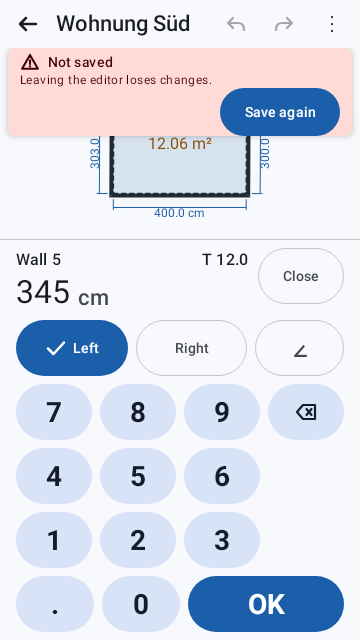 Wohnung Süd
Not saved
Leaving the editor loses changes.
Save again
12.06 m²
303.0
300.0
400.0 cm
Wall 5
T 12.0
345 cm
Close
Left
Right
7 8 9
4 5 6
1 2 3
. 0 OK